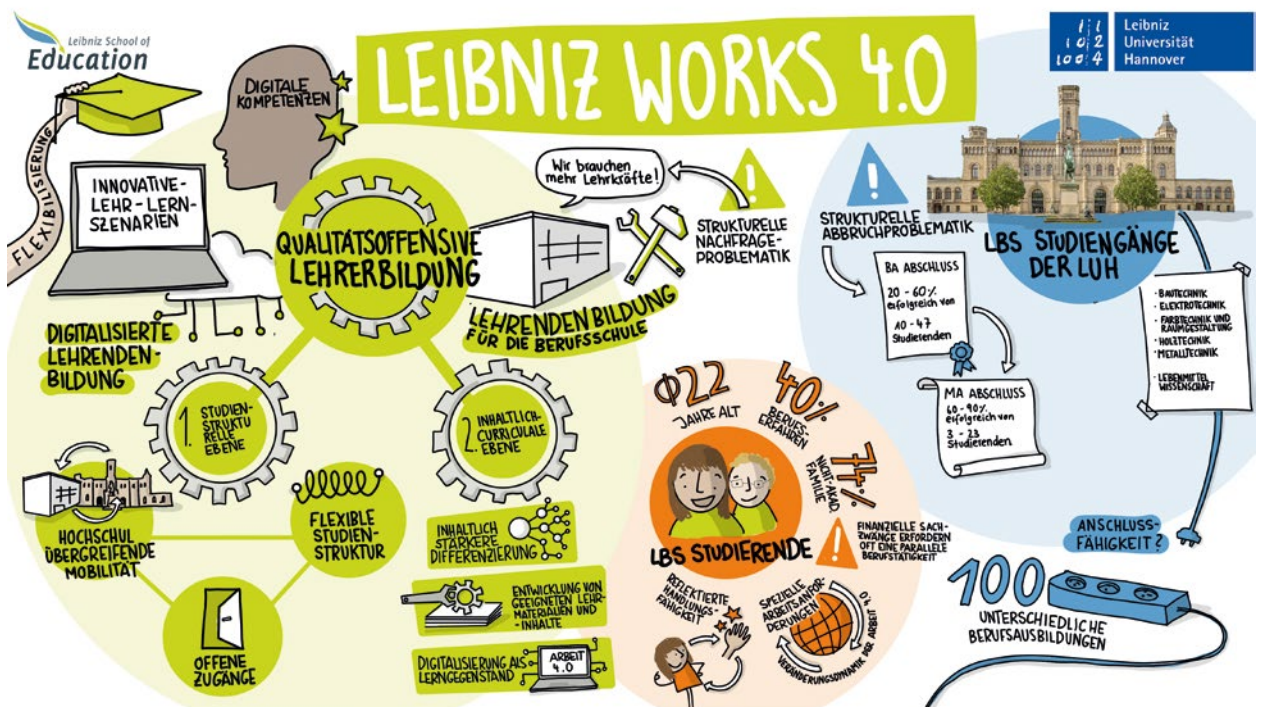 Leibniz School of
Education
LEIBNIZ WORKS 4.0
Leibniz
Universität
Hannover
FLEXIBILISIERUNG
DIGITALE
KOMPETENZEN
INNOVATIVE-
LEHR-LERN-
SZENARIEN
DIGITALISIERTE
LEHRENDEN-
BILDUNG
QUALITÄTSOFFENSIVE
LEHRERBILDUNG
Wir brauchen
mehr Lehrkräfte!
!
STRUKTURELLE
NACHFRAGE-
PROBLEMATIK
LEHRENDENBILDUNG
FÜR DIE BERUFSSCHULE
1. STUDIEN-
STRUKTU
RELLE
EBENE
2. INHALTLICH-
CURRICULALE
EBENE
HOCHSCHUL
ÜBERGREIFENDE
MOBILITÄT
FLEXIBLE
STUDIEN-
STRUKTUR
OFFENE
ZUGÄNGE
INHALTLICH
STÄRKERE
DIFFERENZIERUNG
ENTWICKLUNG VON
GEEIGNETEN LEHR-
MATERIALIEN UND
-INHALTE
DIGITALISIERUNG ALS
LERNGEGENSTAND
ARBEIT
4.0
!
STRUKTURELLE
ABBRUCHPROBLEMATIK
BA ABSCHLUSS
20 - 60%
erfolgreich von
10 - 47
Studierenden
MA ABSCHLUSS
60 - 90%
erfolgreich von
3 - 23
Studierenden
LBS STUDIENGÄNGE
DER LUH
· BAUTECHNIK
· ELEKTROTECHNIK
· FARBTECHNIK UND
RAUMGESTALTUNG
· HOLZTECHNIK
· METALLTECHNIK
· LEBENMITTEL
WISSENSCHAFT
Φ22
JAHRE ALT
40%
BERUFS-
ERFAHREN
74%
NICHT-AKAD.
FAMILIE
LBS STUDIERENDE
!
FINANZIELLE SACH-
ZWÄNGE ERFORDERN
OFT EINE PARALLELE
BERUFSTÄTIGKEIT
REFLEKTIERTE
HANDLUNGS-
FÄHIGKEIT
SPEZIELLE
ARBEITSANFOR-
DERUNGEN
VERÄNDERUNGSDYNAMIK DER ARBEIT 4.0
ANSCHLUSS-
FÄHIGKEIT?
100
UNTERSCHIEDLICHE
BERUFSAUSBILDUNGEN